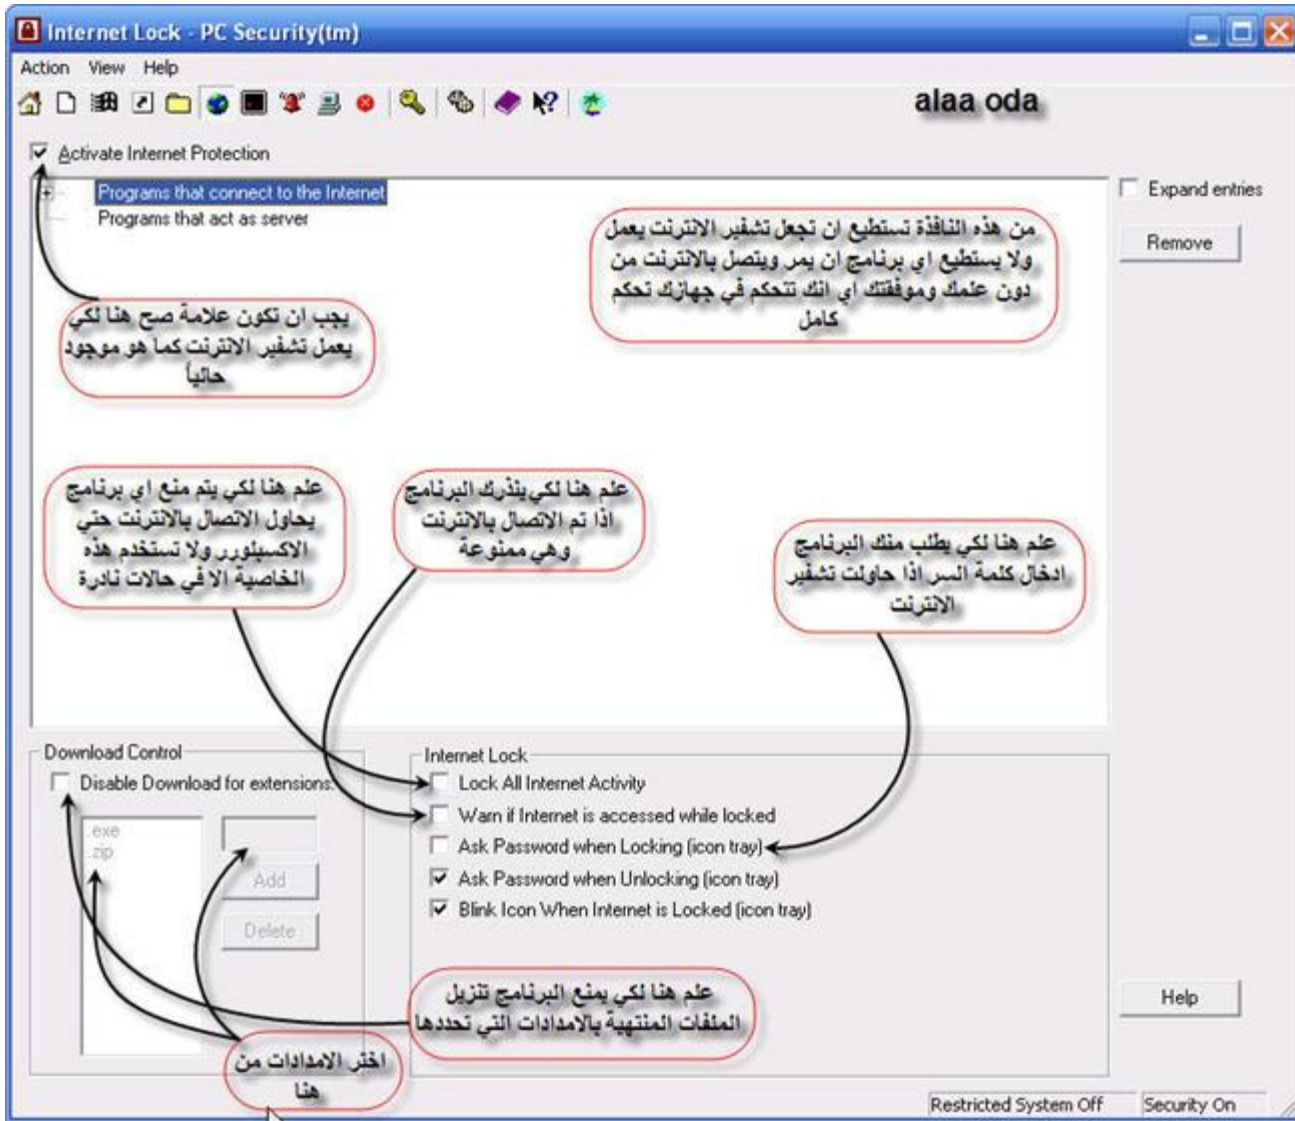 Internet Lock - PC Security(tm)
Action View Help
alaa oda
Activate Internet Protection
Programs that connect to the Internet
Programs that act as server
Expand entries
Remove
من هذه النافذة تستطيع ان تجعل تشفير الانترنت يعمل
ولا يستطيع اي برنامج ان يمر ويتصل بالانترنت من
دون علمك وموفقتك اي انك تتحكم في جهازك تحكم
كامل
يجب ان تكون علامة صح هنا لكي
يعمل تشفير الانترنت كما هو موجود
حالياً
علم هنا لكي يتم منع اي برنامج
يحاول الاتصال بالانترنت حتي
الاكسبلورر ولا تستخدم هذه
الخاصية الا في حالات نادرة
علم هنا لكي ينذرك البرنامج
اذا تم الاتصال بالانترنت
وهي ممنوعة
علم هنا لكي يطلب منك البرنامج
ادخال كلمة السر اذا حاولت تشفير
الانترنت
Download Control
Disable Download for extensions:
.exe
.zip
Add
Delete
Internet Lock
Lock All Internet Activity
Warn if Internet is accessed while locked
Ask Password when Locking (icon tray)
Ask Password when Unlocking (icon tray)
Blink Icon When Internet is Locked (icon tray)
علم هنا لكي يمنع البرنامج تنزيل
الملفات المنتهية بالامدادات التي تحددها
اختر الامدادات من
هنا
Help
Restricted System Off
Security On